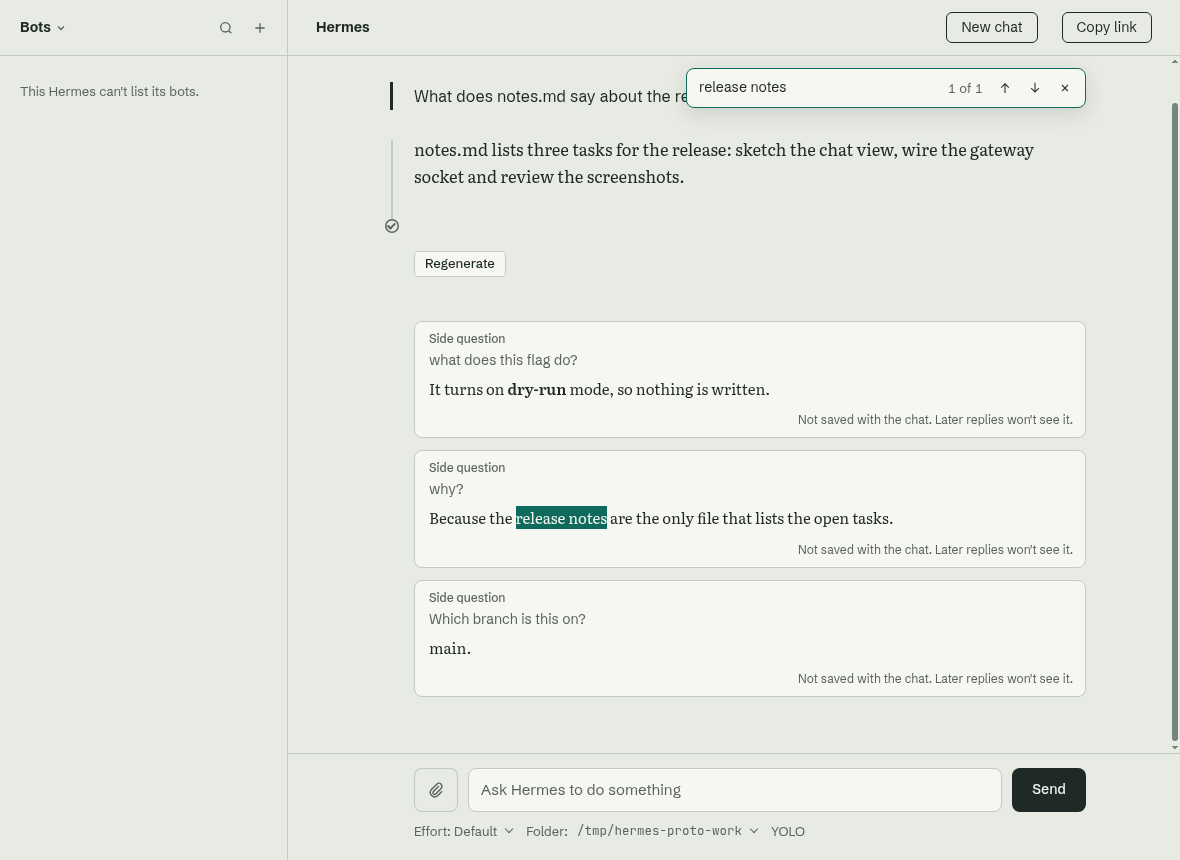 Bots
Hermes
New chat
Copy link
This Hermes can't list its bots.
release notes
1 of 1
What does notes.md say about the
notes.md lists three tasks for the release: sketch the chat view, wire the gateway
socket and review the screenshots.
Regenerate
Side question
what does this flag do?
It turns on dry-run mode, so nothing is written.
Not saved with the chat. Later replies won't see it.
Side question
why?
Because the release notes are the only file that lists the open tasks.
Not saved with the chat. Later replies won't see it.
Side question
Which branch is this on?
main.
Not saved with the chat. Later replies won't see it.
Ask Hermes to do something
Send
Effort: Default
Folder: /tmp/hermes-proto-work
YOLO